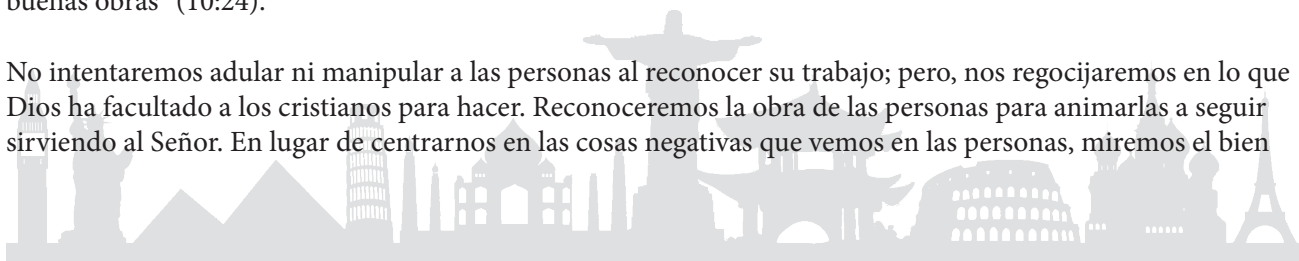 buenas obras” (10:24).
No intentaremos adular ni manipular a las personas al reconocer su trabajo; pero, nos regocijaremos en lo que
Dios ha facultado a los cristianos para hacer. Reconoceremos la obra de las personas para animarlas a seguir
sirviendo al Señor. En lugar de centrarnos en las cosas negativas que vemos en las personas, miremos el bien